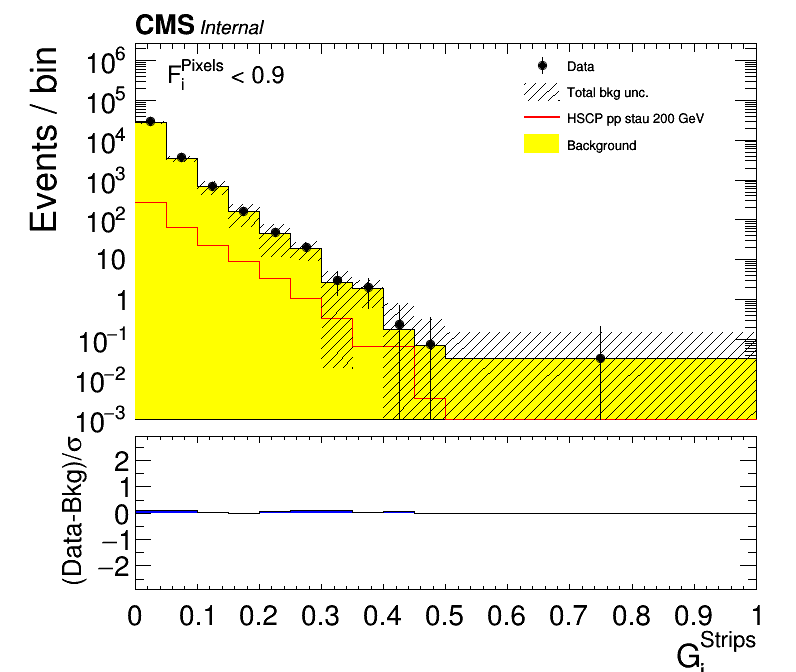 CMS Internal
F_i^Pixels < 0.9
Data
Total bkg unc.
HSCP pp stau 200 GeV
Background
Events / bin
10^6
10^5
10^4
10^3
10^2
10
1
10^−1
10^−2
10^−3
(Data-Bkg)/σ
2
1
0
−1
−2
0 0.1 0.2 0.3 0.4 0.5 0.6 0.7 0.8 0.9 1
G_i^Strips